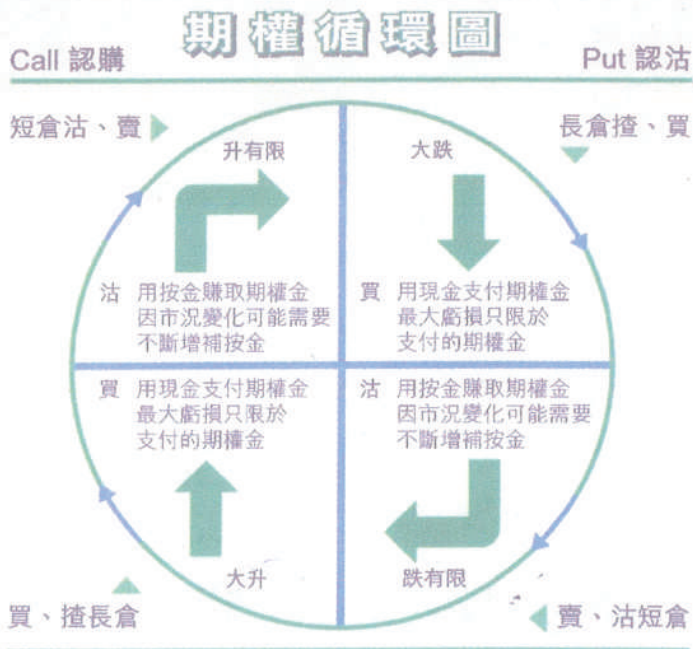 期權循環圖
Call 認購
Put 認沽
短倉沽、賣
長倉揸、買
升有限
大跌
沽 用按金賺取期權金
因市況變化可能需要
不斷增補按金
買 用現金支付期權金
最大虧損只限於
支付的期權金
買 用現金支付期權金
最大虧損只限於
支付的期權金
沽 用按金賺取期權金
因市況變化可能需要
不斷增補按金
大升
跌有限
買、揸長倉
賣、沽短倉